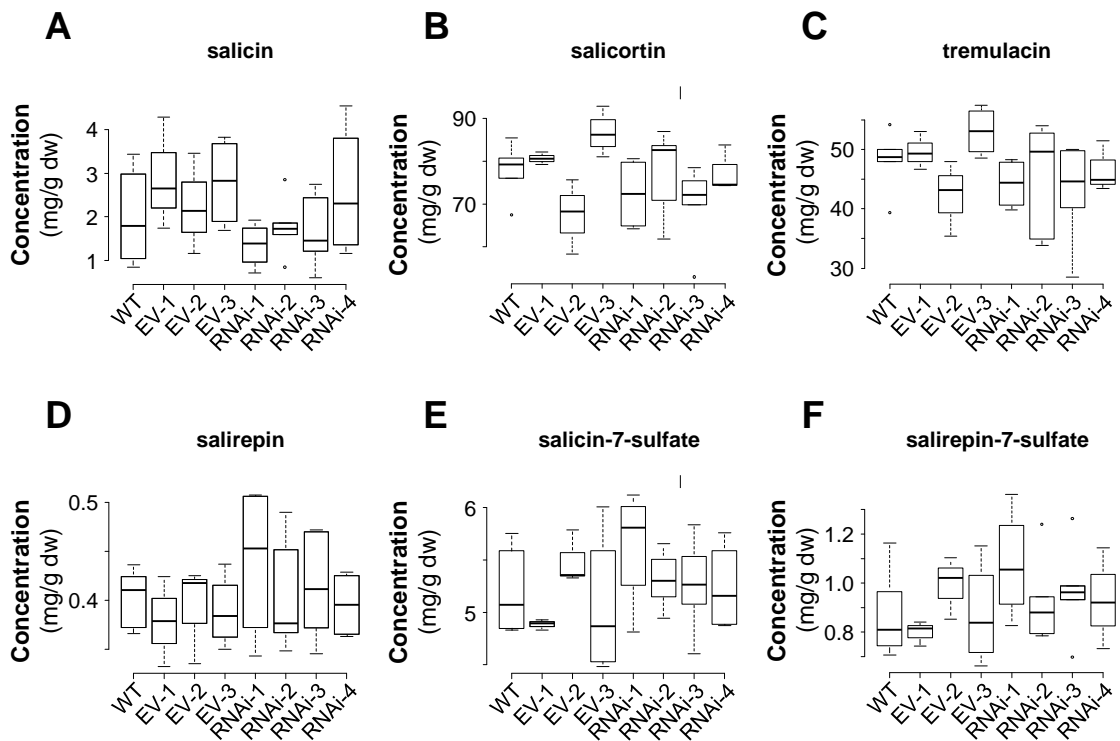 A
salicin
Concentration
(mg/g dw)
4
3
2
1
WT
EV-1
EV-2
EV-3
RNAi-1
RNAi-2
RNAi-3
RNAi-4
B
salicortin
Concentration
(mg/g dw)
90
70
WT
EV-1
EV-2
EV-3
RNAi-1
RNAi-2
RNAi-3
RNAi-4
C
tremulacin
Concentration
(mg/g dw)
50
40
30
WT
EV-1
EV-2
EV-3
RNAi-1
RNAi-2
RNAi-3
RNAi-4
D
salirepin
Concentration
(mg/g dw)
0.5
0.4
WT
EV-1
EV-2
EV-3
RNAi-1
RNAi-2
RNAi-3
RNAi-4
E
salicin-7-sulfate
Concentration
(mg/g dw)
6
5
WT
EV-1
EV-2
EV-3
RNAi-1
RNAi-2
RNAi-3
RNAi-4
F
salirepin-7-sulfate
Concentration
(mg/g dw)
1.2
1.0
0.8
WT
EV-1
EV-2
EV-3
RNAi-1
RNAi-2
RNAi-3
RNAi-4